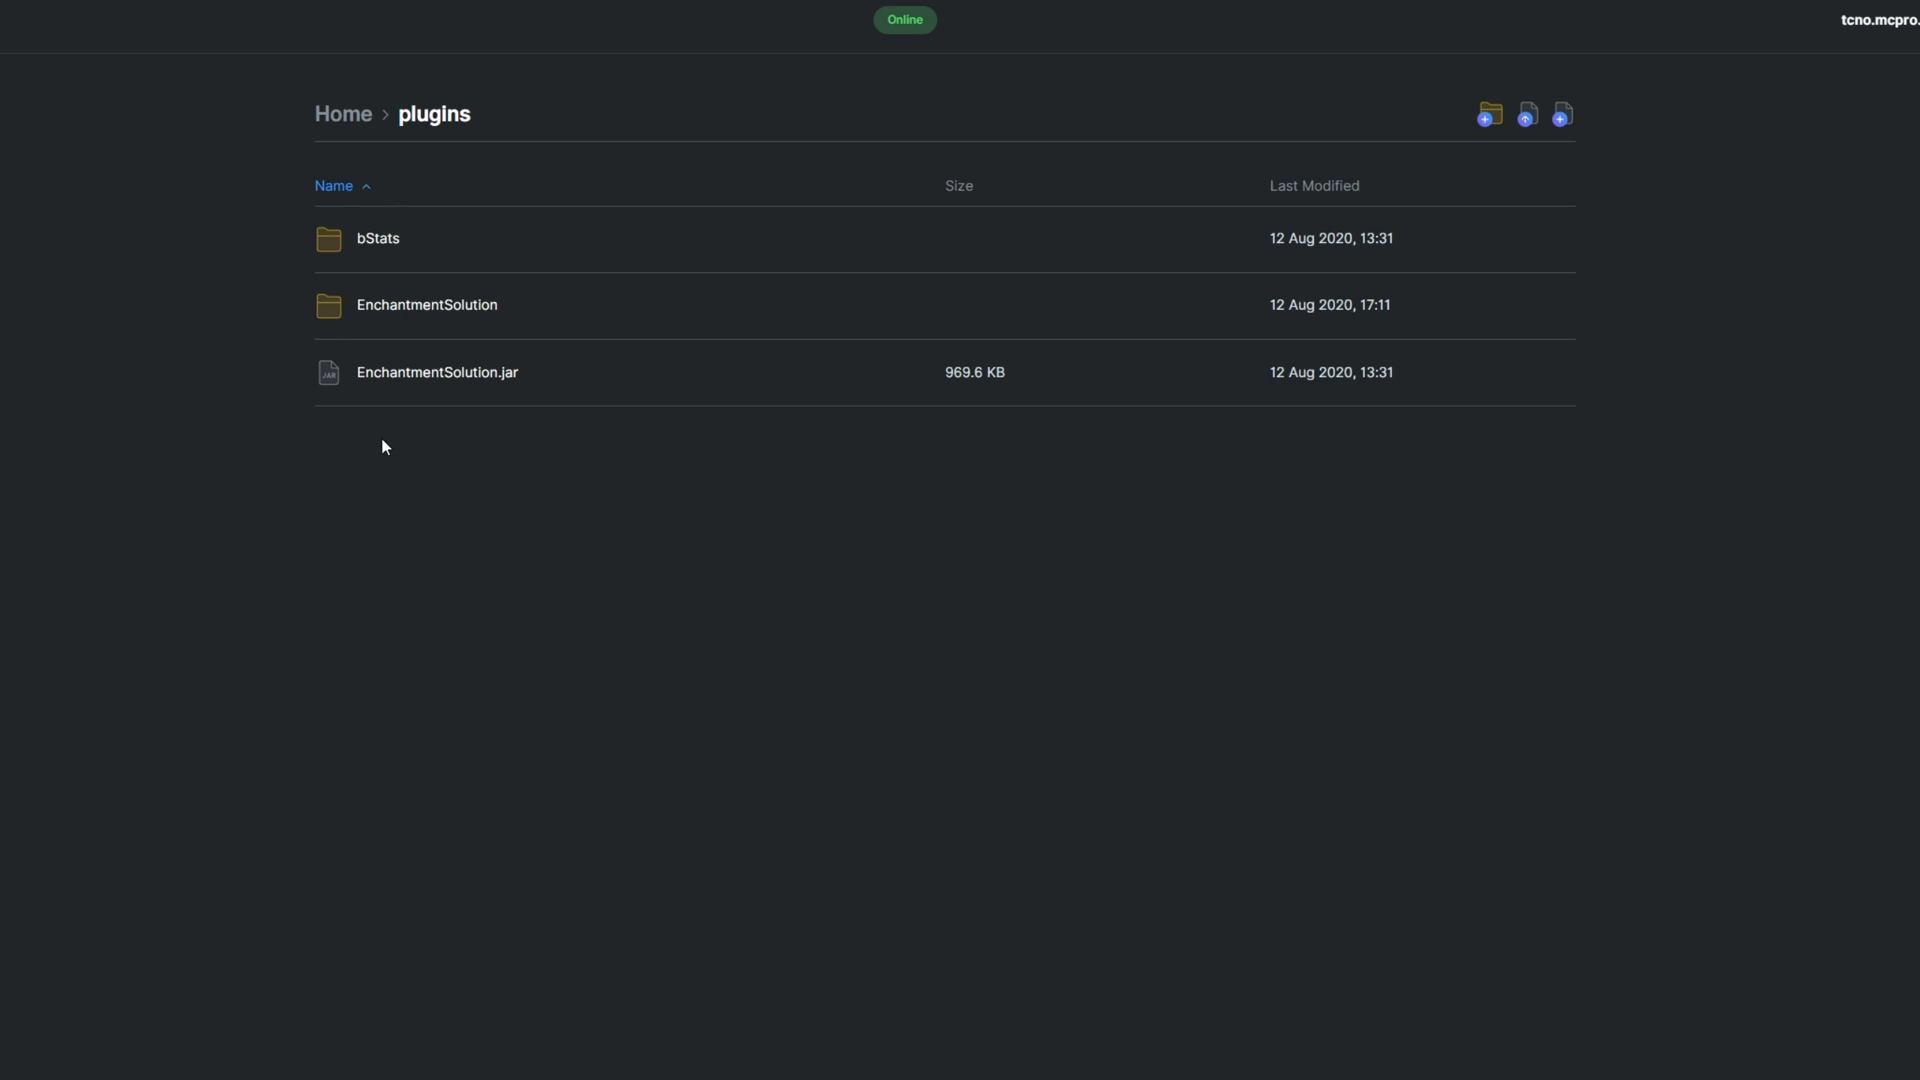 Online
tcno.mcpro.
Home > plugins
Name Size Last Modified
bStats 12 Aug 2020, 13:31
EnchantmentSolution 12 Aug 2020, 17:11
JAR EnchantmentSolution.jar 969.6 KB 12 Aug 2020, 13:31